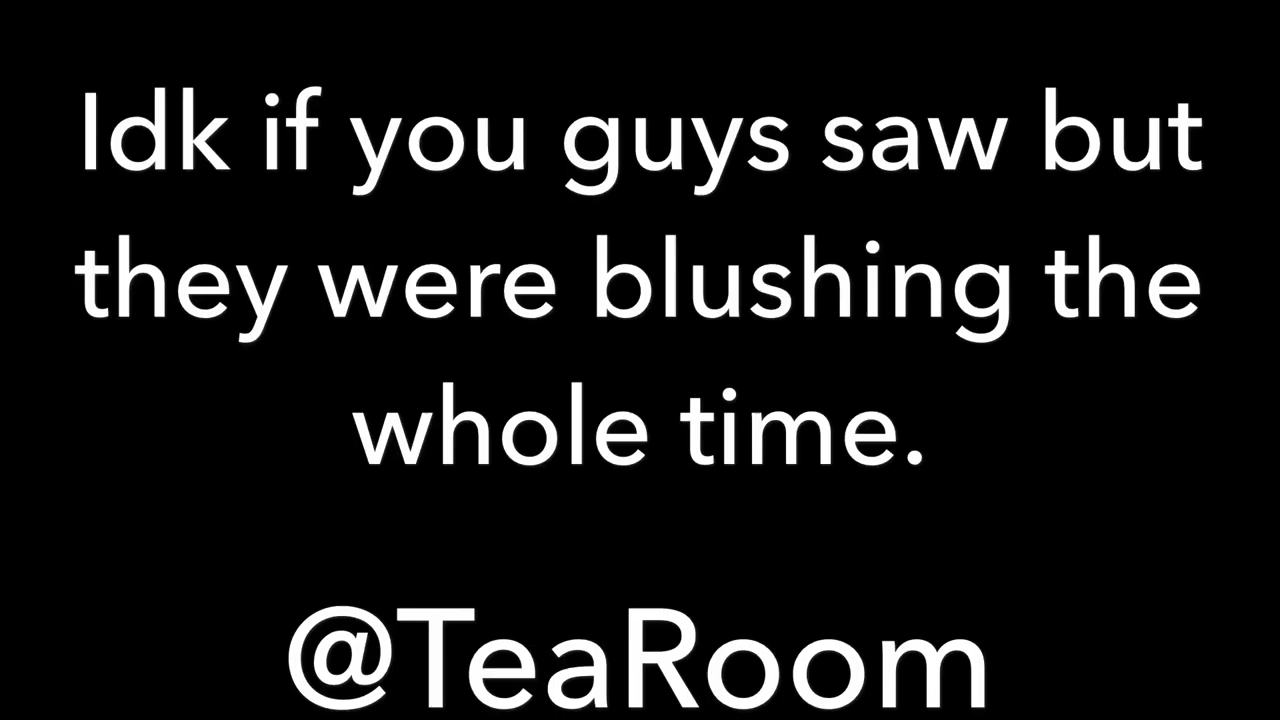 Idk if you guys saw but
they were blushing the
whole time.
@TeaRoom